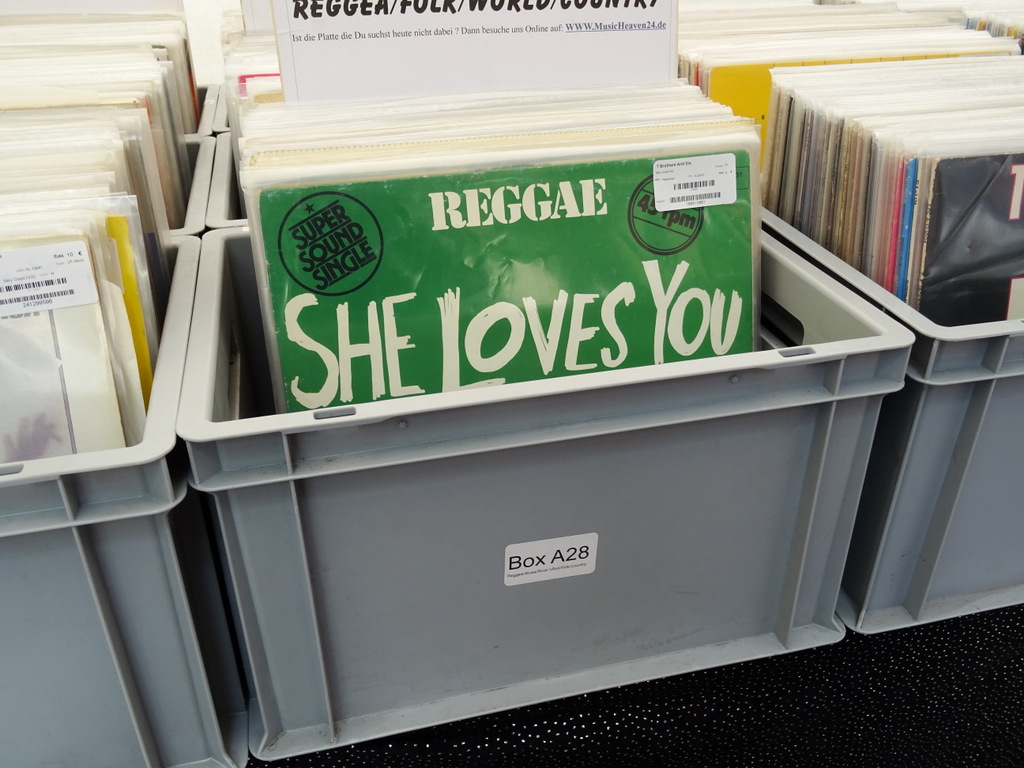 REGGEA/FOLK/WORLD/COUNTRY
Ist die Platte die Du suchst heute nicht dabei ? Dann besuche uns Online auf: WWW.MusicHeaven24.de
REGGAE
SUPER
SOUND
SINGLE
45 rpm
SHE LOVES YOU
Box A28
241299596